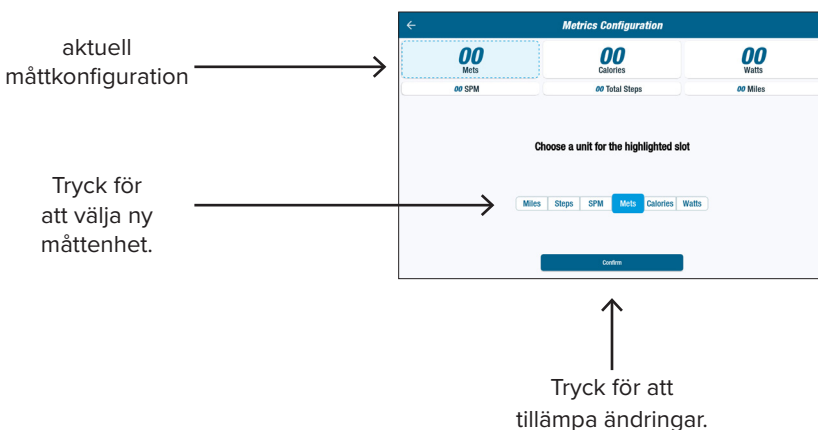 Metrics Configuration
aktuell
måttkonfiguration
00
Mets
00
Calories
00
Watts
00 SPM
00 Total Steps
00 Miles
Choose a unit for the highlighted slot
Tryck för
att välja ny
måttenhet.
Miles Steps SPM Mets Calories Watts
Confirm
Tryck för att
tillämpa ändringar.